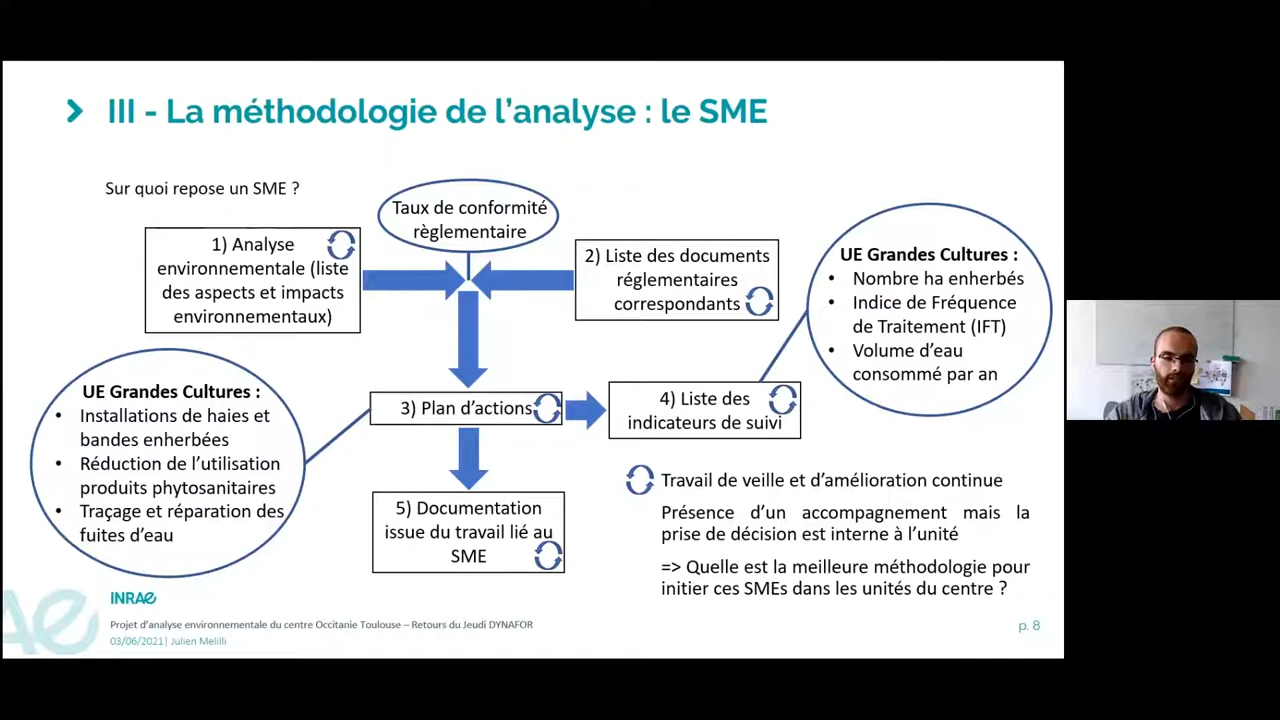 III - La méthodologie de l'analyse : le SME
Sur quoi repose un SME ?
Taux de conformité
règlementaire
1) Analyse
environnementale (liste
des aspects et impacts
environnementaux)
2) Liste des documents
réglementaires
correspondants
UE Grandes Cultures :
• Nombre ha enherbés
• Indice de Fréquence
de Traitement (IFT)
• Volume d'eau
consommé par an
UE Grandes Cultures :
• Installations de haies et
bandes enherbées
• Réduction de l'utilisation
produits phytosanitaires
• Traçage et réparation des
fuites d'eau
3) Plan d'actions
4) Liste des
indicateurs de suivi
5) Documentation
issue du travail lié au
SME
Travail de veille et d'amélioration continue
Présence d'un accompagnement mais la
prise de décision est interne à l'unité
=> Quelle est la meilleure méthodologie pour
initier ces SMEs dans les unités du centre ?
INRAE
Projet d'analyse environnementale du centre Occitanie Toulouse – Retours du Jeudi DYNAFOR
03/06/2021| Julien Melilli
p. 8